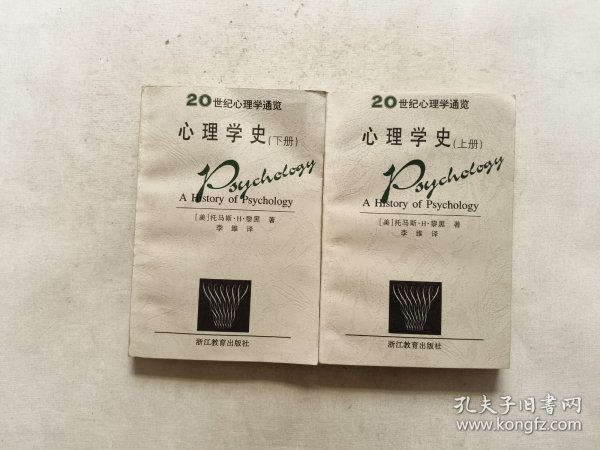 20世纪心理学通览
心理学史(下册)
Psychology
A History of Psychology
[美]托马斯·H·黎黑 著
李维 译
浙江教育出版社
20世纪心理学通览
心理学史(上册)
Psychology
A History of Psychology
[美]托马斯·H·黎黑 著
李维 译
浙江教育出版社
孔夫子旧书网
www.kongfz.com